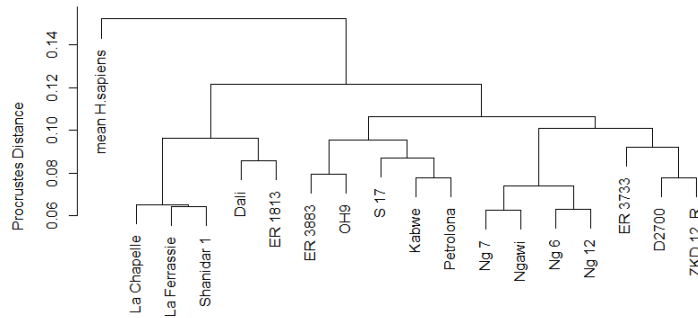 Procrustes Distance
0.14
0.12
0.10
0.08
0.06
mean H.sapiens
La Chapelle
La Ferrassie
Shanidar 1
Dali
ER 1813
ER 3883
OH9
S 17
Kabwe
Petrolona
Ng 7
Ngawi
Ng 6
Ng 12
ER 3733
D2700
ZKD 12_R